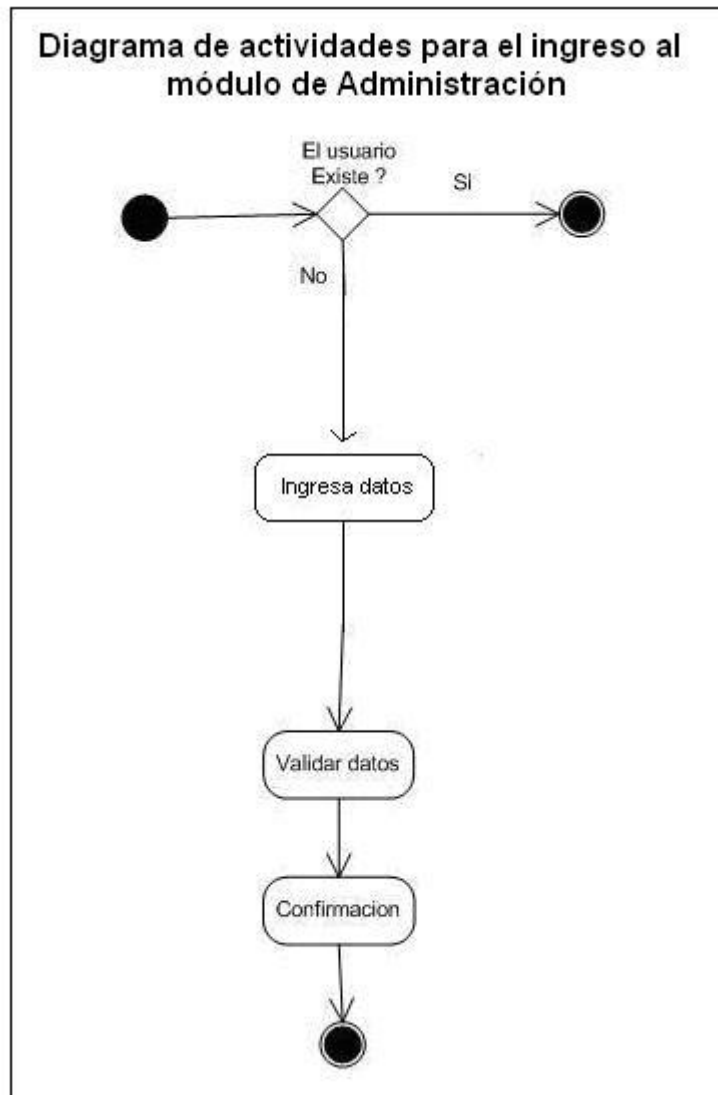 Diagrama de actividades para el ingreso al
módulo de Administración
El usuario
Existe ?
Si
No
Ingresa datos
Validar datos
Confirmacion